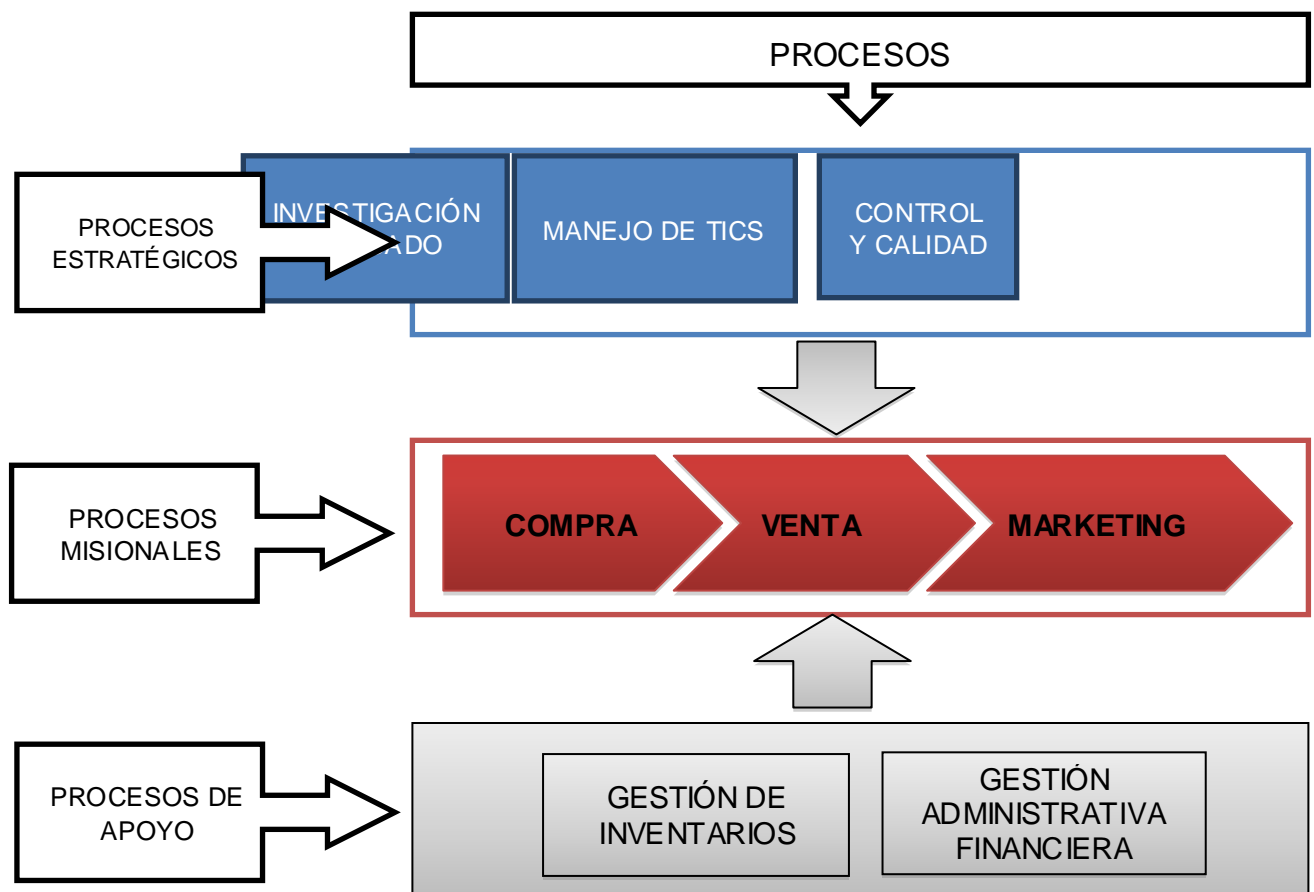 PROCESOS
PROCESOS
ESTRATÉGICOS
INVESTIGACIÓN
MANEJO DE TICS
CONTROL
Y CALIDAD
PROCESOS
MISIONALES
COMPRA
VENTA
MARKETING
PROCESOS DE
APOYO
GESTIÓN DE
INVENTARIOS
GESTIÓN
ADMINISTRATIVA
FINANCIERA